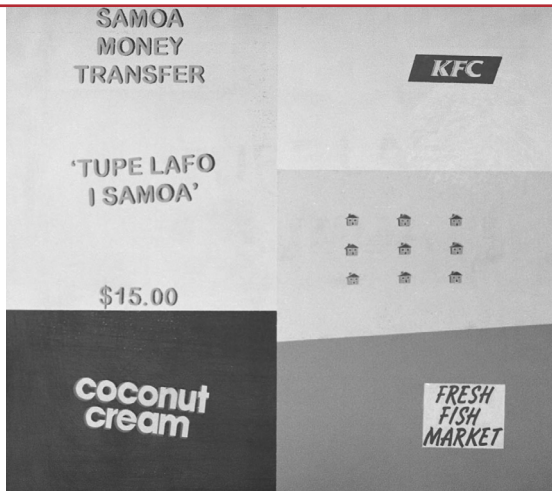 SAMOA
MONEY
TRANSFER
'TUPE LAFO
I SAMOA'
$15.00
coconut
cream
KFC
FRESH
FISH
MARKET